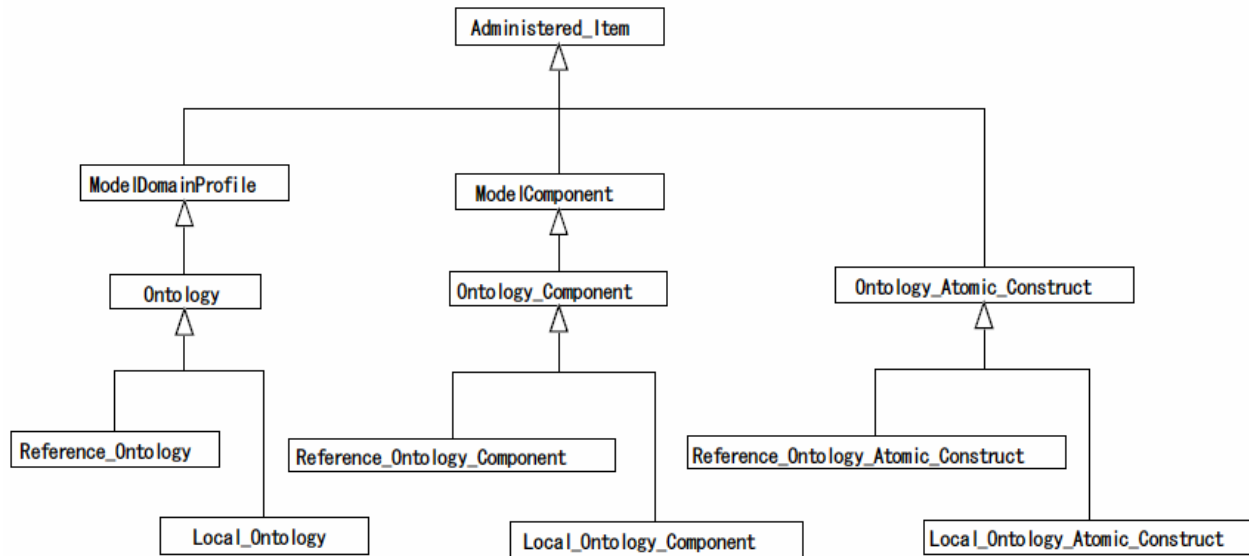 Administered_Item
ModelDomainProfile
ModelComponent
Ontology
Ontology_Component
Ontology_Atomic_Construct
Reference_Ontology
Reference_Ontology_Component
Reference_Ontology_Atomic_Construct
Local_Ontology
Local_Ontology_Component
Local_Ontology_Atomic_Construct